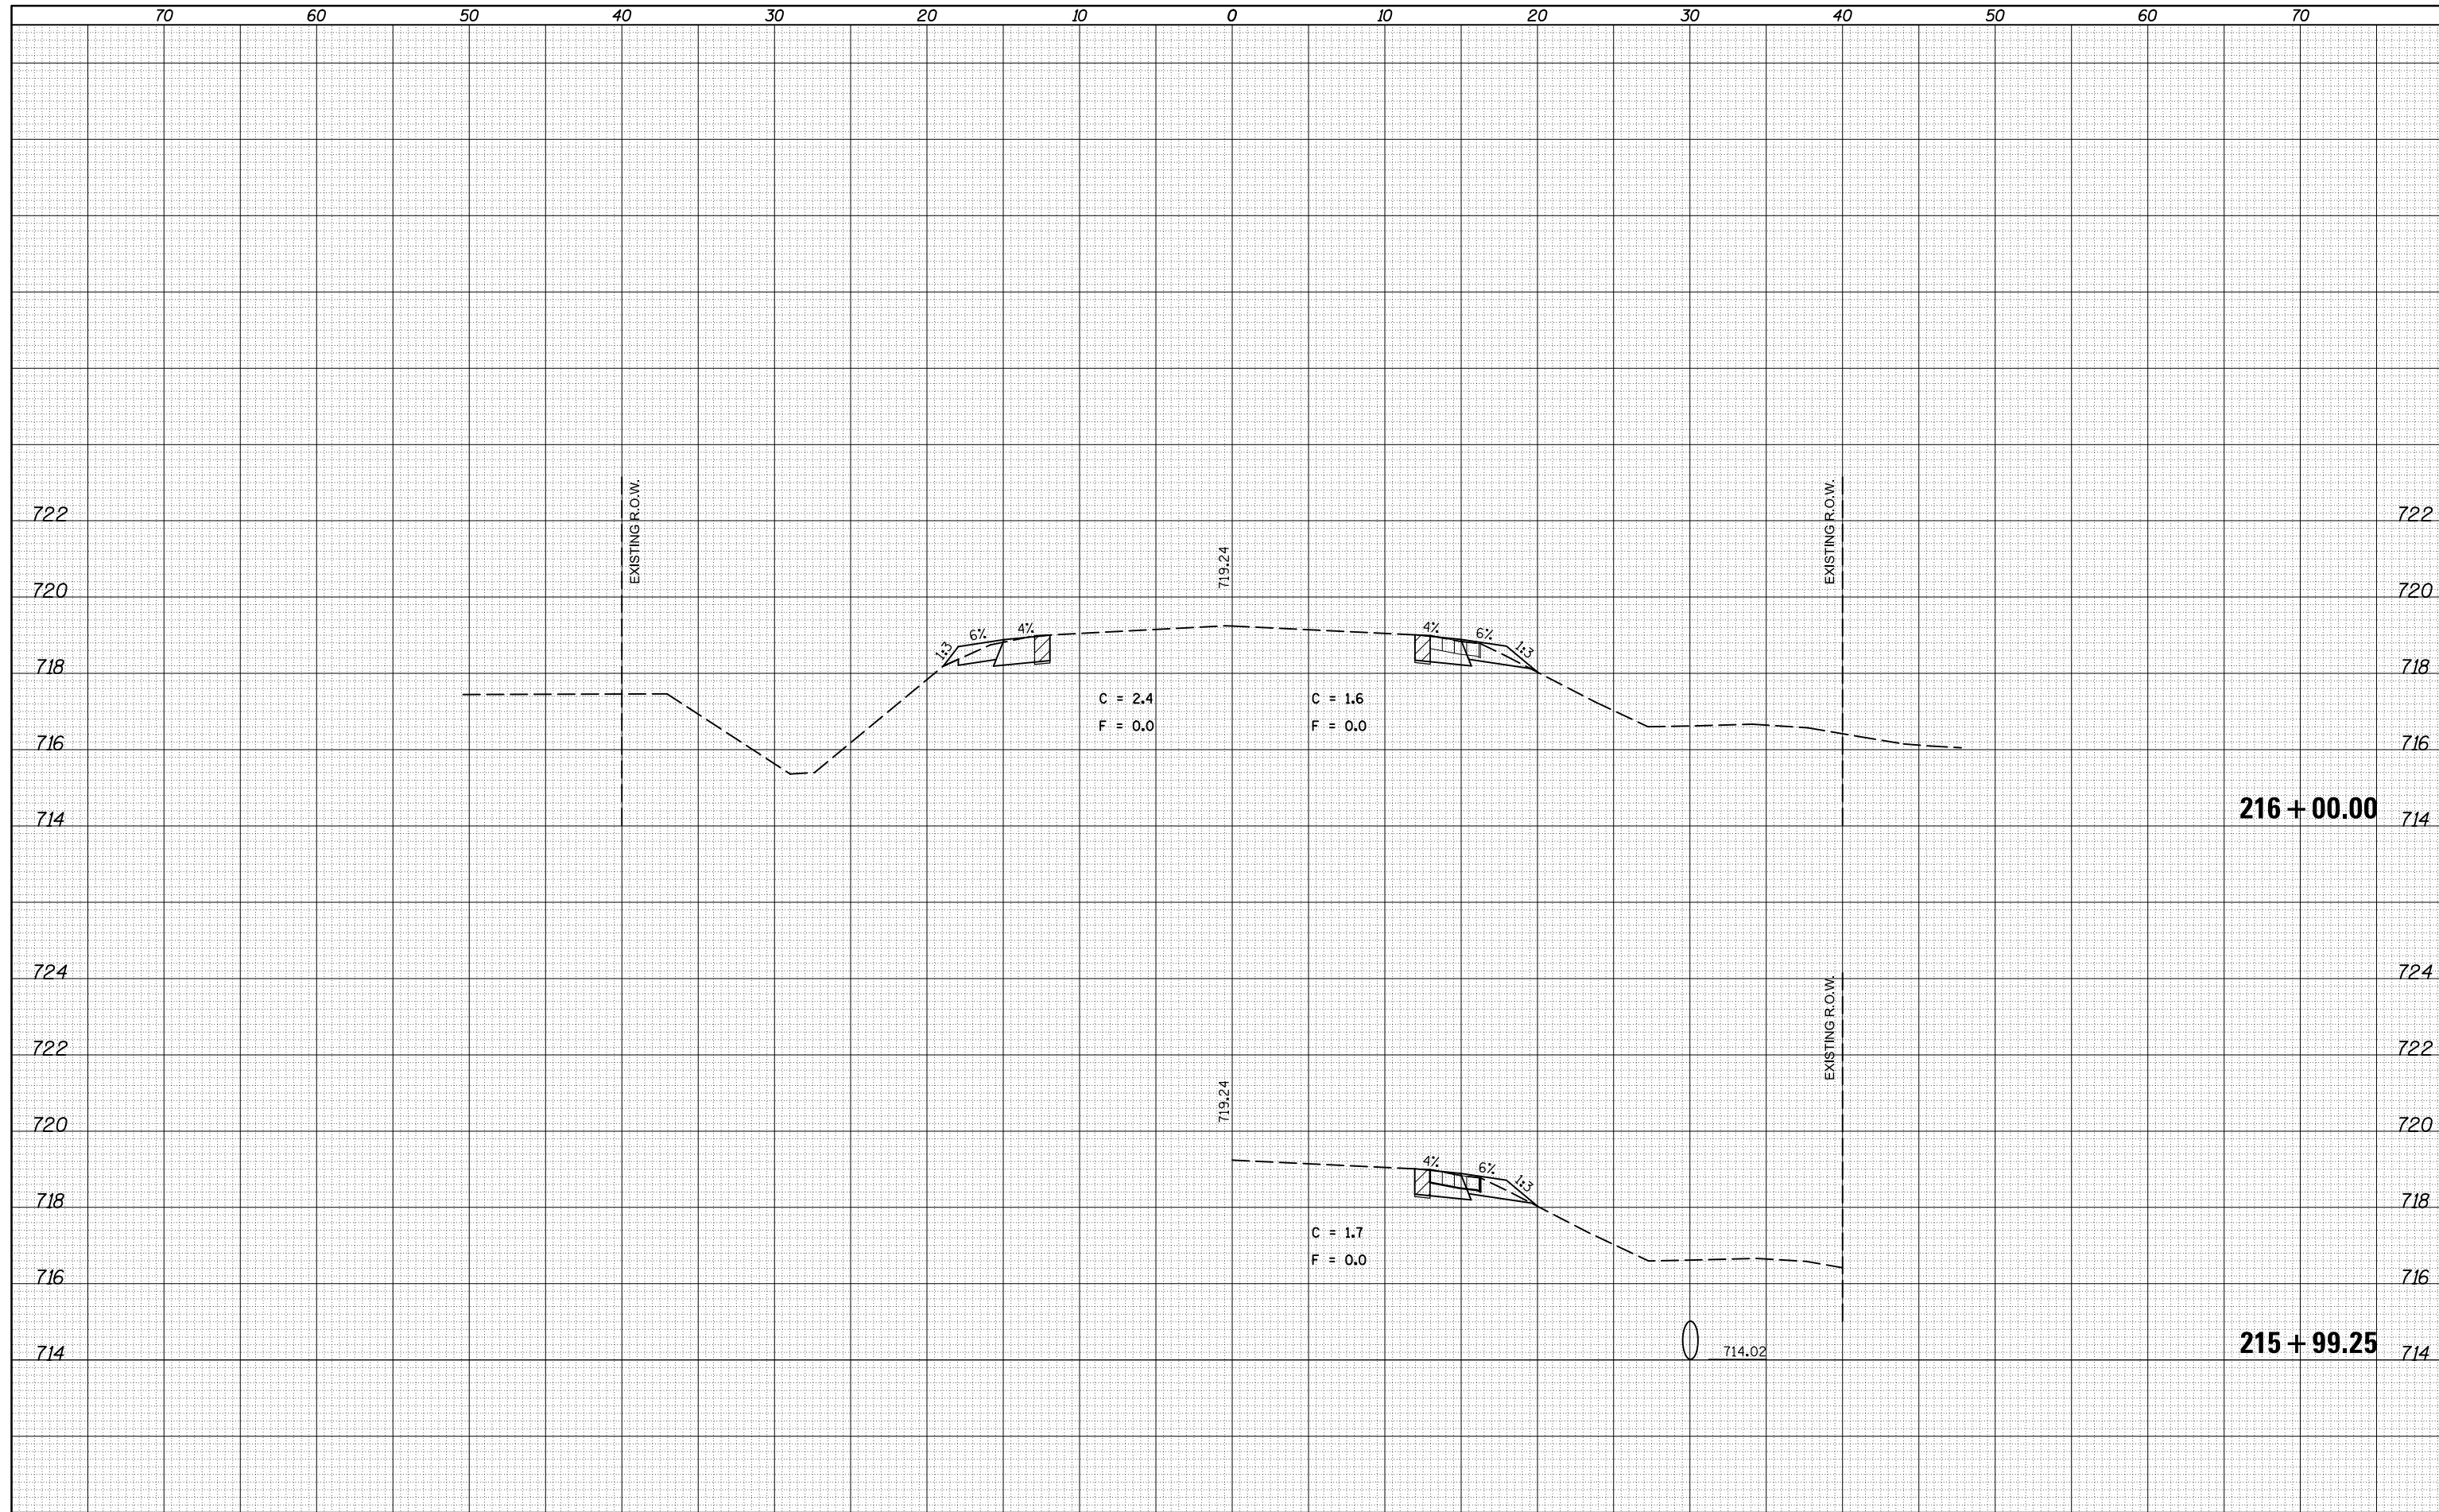 70 60 50 40 30 20 10 0 10 20 30 40 50 60 70
EXISTING R.O.W.
EXISTING R.O.W.
722 722
719.24
720 720
1:3 6% 4% 4% 6% 1:3
718 718
C = 2.4 C = 1.6
F = 0.0 F = 0.0
716 716
216 + 00.00
714 714
724 724
EXISTING R.O.W.
722 722
719.24
720 720
4% 6% 1:3
718 718
C = 1.7
F = 0.0
716 716
215 + 99.25
714 714.02 714